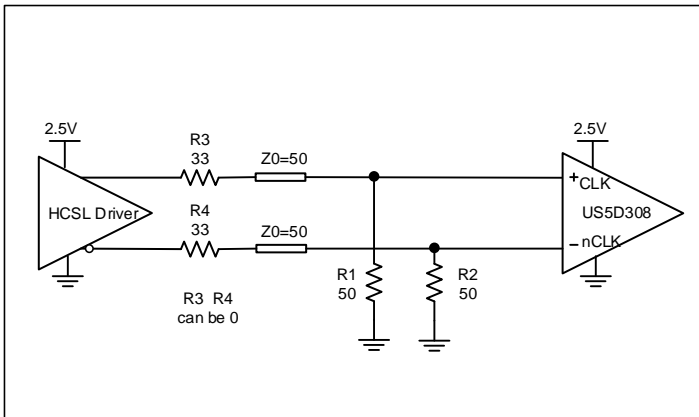 2.5V
R3
33
Z0=50
2.5V
HCSL Driver
R4
33
Z0=50
+CLK
US5D308
-nCLK
R1
50
R2
50
R3 R4
can be 0